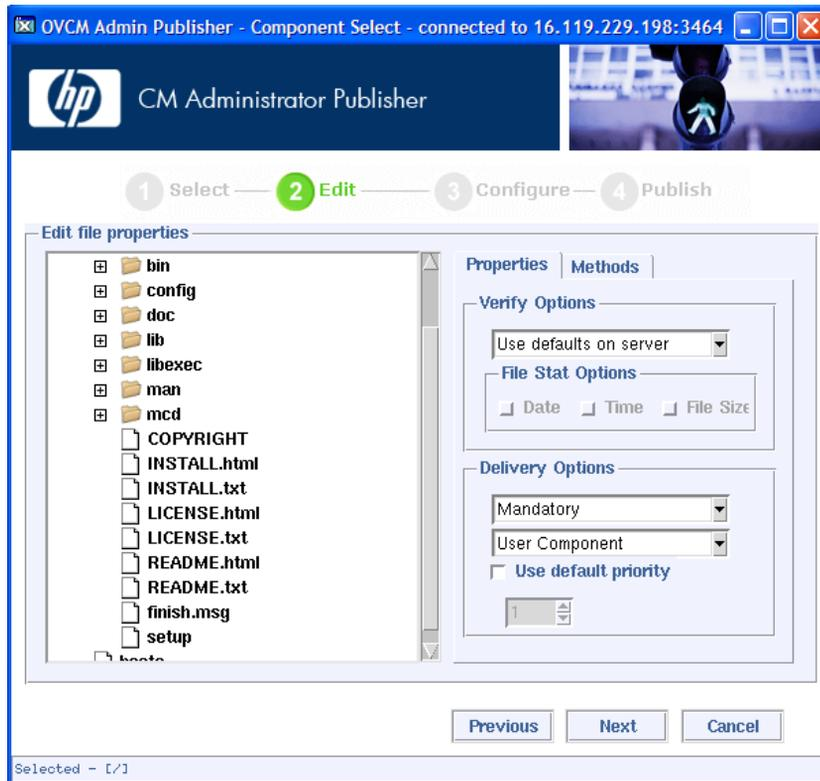 OVCM Admin Publisher - Component Select - connected to 16.119.229.198:3464
hp CM Administrator Publisher
1 Select 2 Edit 3 Configure 4 Publish
Edit file properties
bin
config
doc
lib
libexec
man
mcd
COPYRIGHT
INSTALL.html
INSTALL.txt
LICENSE.html
LICENSE.txt
README.html
README.txt
finish.msg
setup
Properties Methods
Verify Options
Use defaults on server
File Stat Options
Date Time File Size
Delivery Options
Mandatory
User Component
Use default priority
1
Previous Next Cancel
Selected - [/]